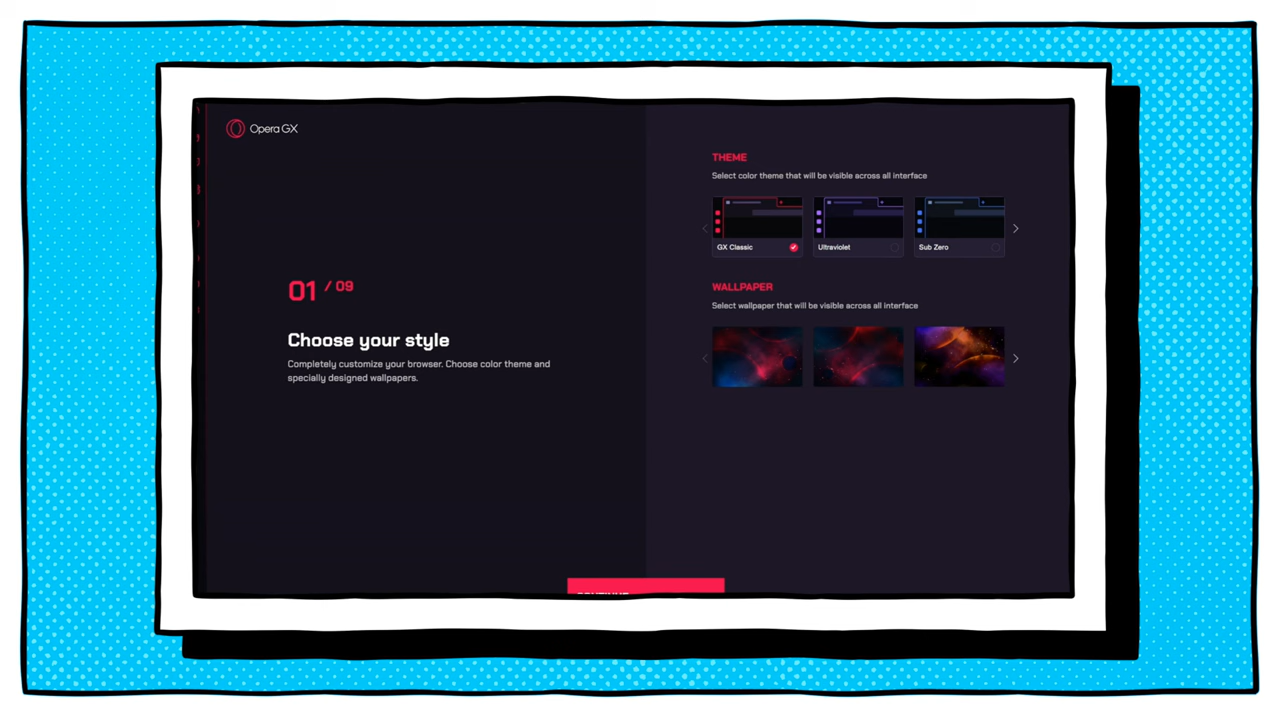 Opera GX
01 / 09
Choose your style
Completely customize your browser. Choose color theme and
specially designed wallpapers.
THEME
Select color theme that will be visible across all interface
GX Classic
Ultraviolet
Sub Zero
WALLPAPER
Select wallpaper that will be visible across all interface